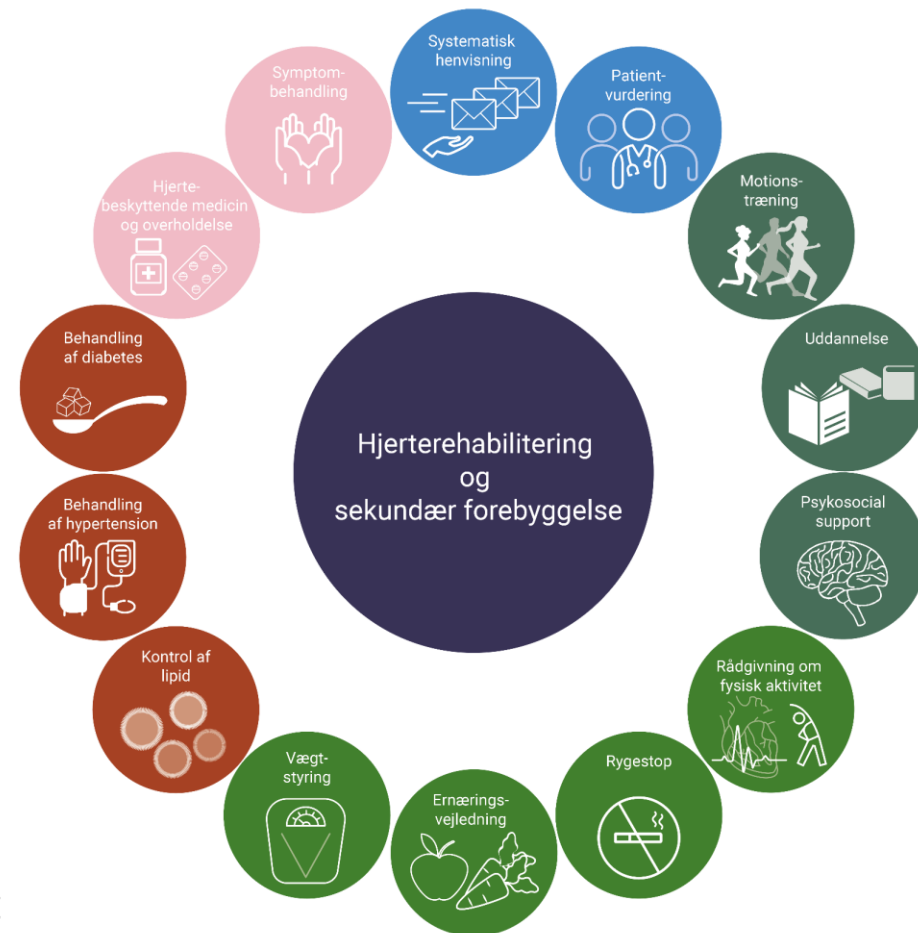 Systematisk
henvisning
Patient-
vurdering
Motions-
træning
Uddannelse
Psykosocial
support
Rådgivning om
fysisk aktivitet
Rygestop
Ernærings-
vejledning
Vægt-
styring
Kontrol af
lipid
Behandling
af hypertension
Behandling
af diabetes
Hjerte-
beskyttende medicin
og overholdelse
Symptom-
behandling
Hjerterehabilitering
og
sekundær forebyggelse